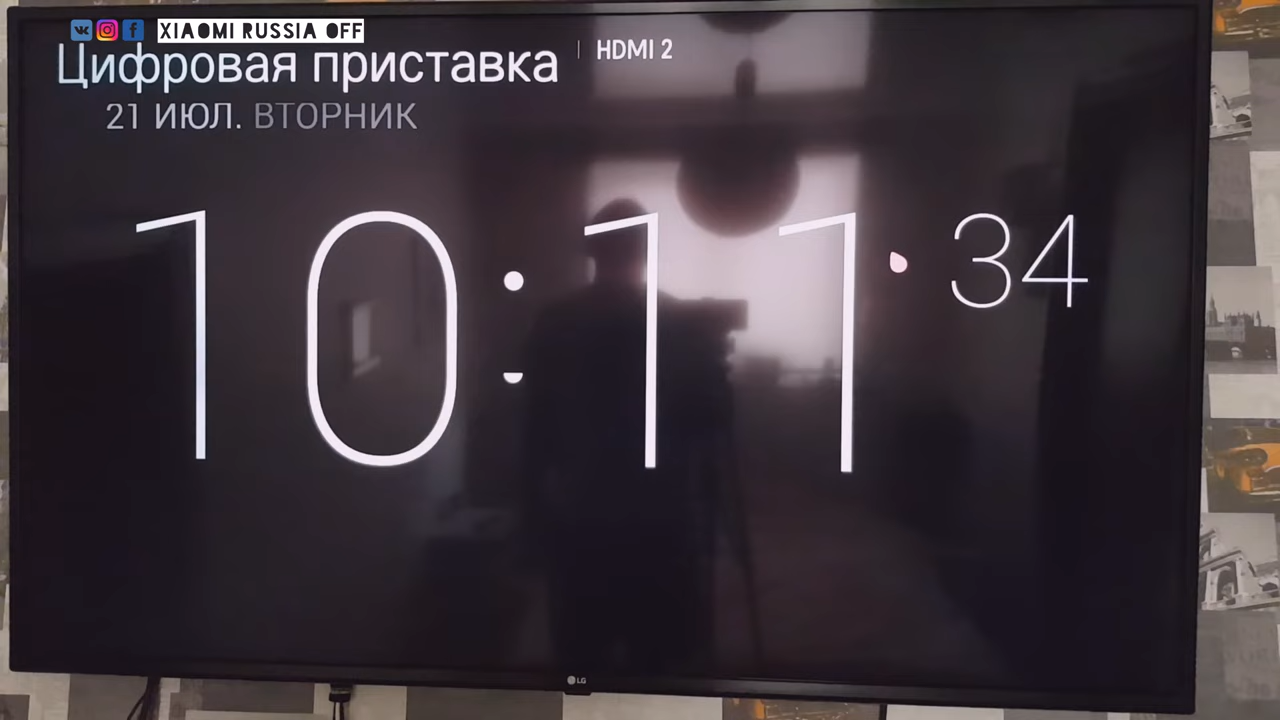 XIAOMI RUSSIA OFF
Цифровая приставка
HDMI 2
21 ИЮЛ. ВТОРНИК
10:11 34
LG